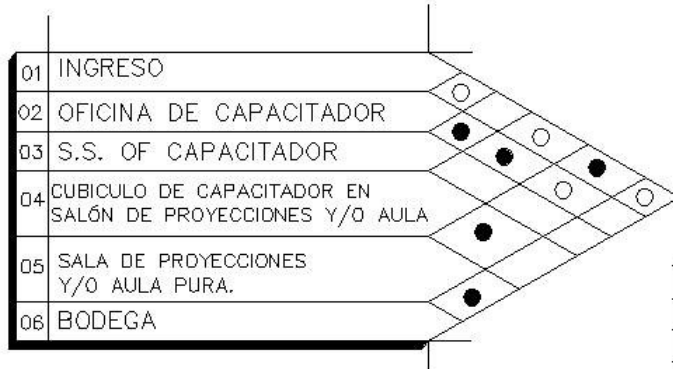 01 INGRESO
02 OFICINA DE CAPACITADOR
03 S.S. OF CAPACITADOR
04 CUBICULO DE CAPACITADOR EN
SALÓN DE PROYECCIONES Y/O AULA
05 SALA DE PROYECCIONES
Y/O AULA PURA.
06 BODEGA